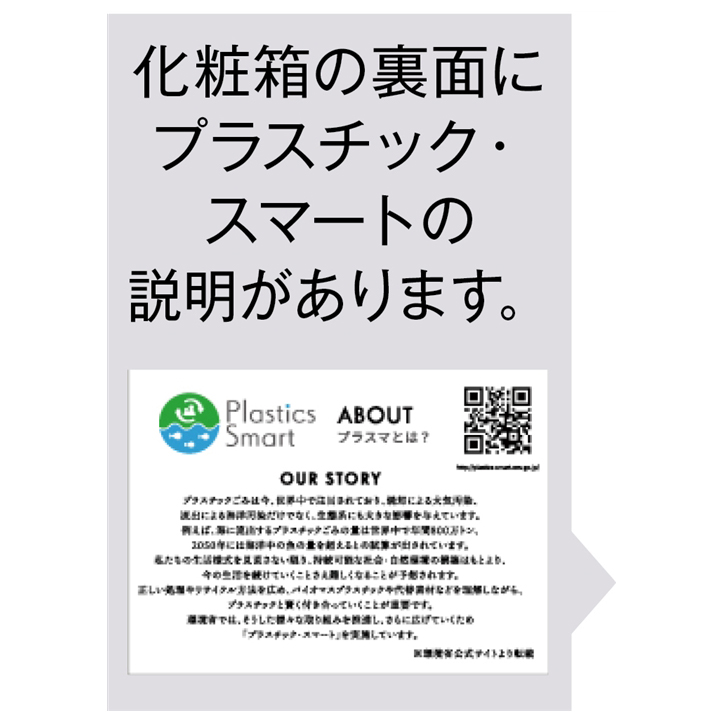 化粧箱の裏面に
プラスチック・
スマートの
説明があります。
Plastics
Smart
ABOUT
プラスマとは?
http://plastics-smart.env.go.jp/
OUR STORY
プラスチックごみは今、世界中で注目されており、焼却による大気汚染、
流出による海洋汚染だけでなく、生態系にも大きな影響を与えています。
例えば、海に流出するプラスチックごみの量は世界中で年間800万トン、
2050年には海洋中の魚の量を超えるとの試算が出されています。
私たちの生活様式を見直さない限り、持続可能な社会・自然環境の構築はもとより、
今の生活を続けていくことさえ難しくなることが予想されます。
正しい処理やリサイクル方法を広め、バイオマスプラスチックや代替素材などを理解しながら、
プラスチックと賢く付き合っていくことが重要です。
環境省では、そうした様々な取り組みを推進し、さらに広げていくため
「プラスチック・スマート」を実施しています。
※環境省公式サイトより転載